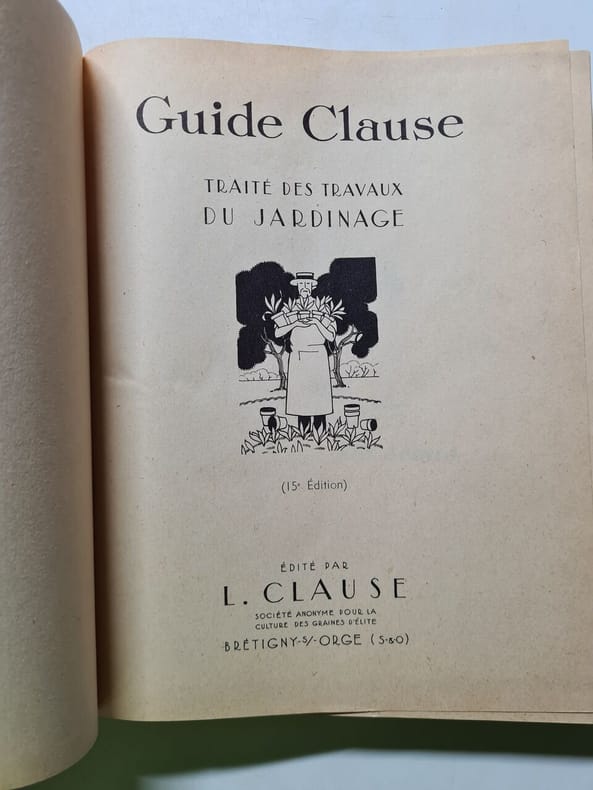 Guide Clause
TRAITÉ DES TRAVAUX
DU JARDINAGE
(15e Édition)
ÉDITÉ PAR
L. CLAUSE
SOCIÉTÉ ANONYME POUR LA
CULTURE DES GRAINES D'ÉLITE
BRÉTIGNY-S/-ORGE (S-&-O)